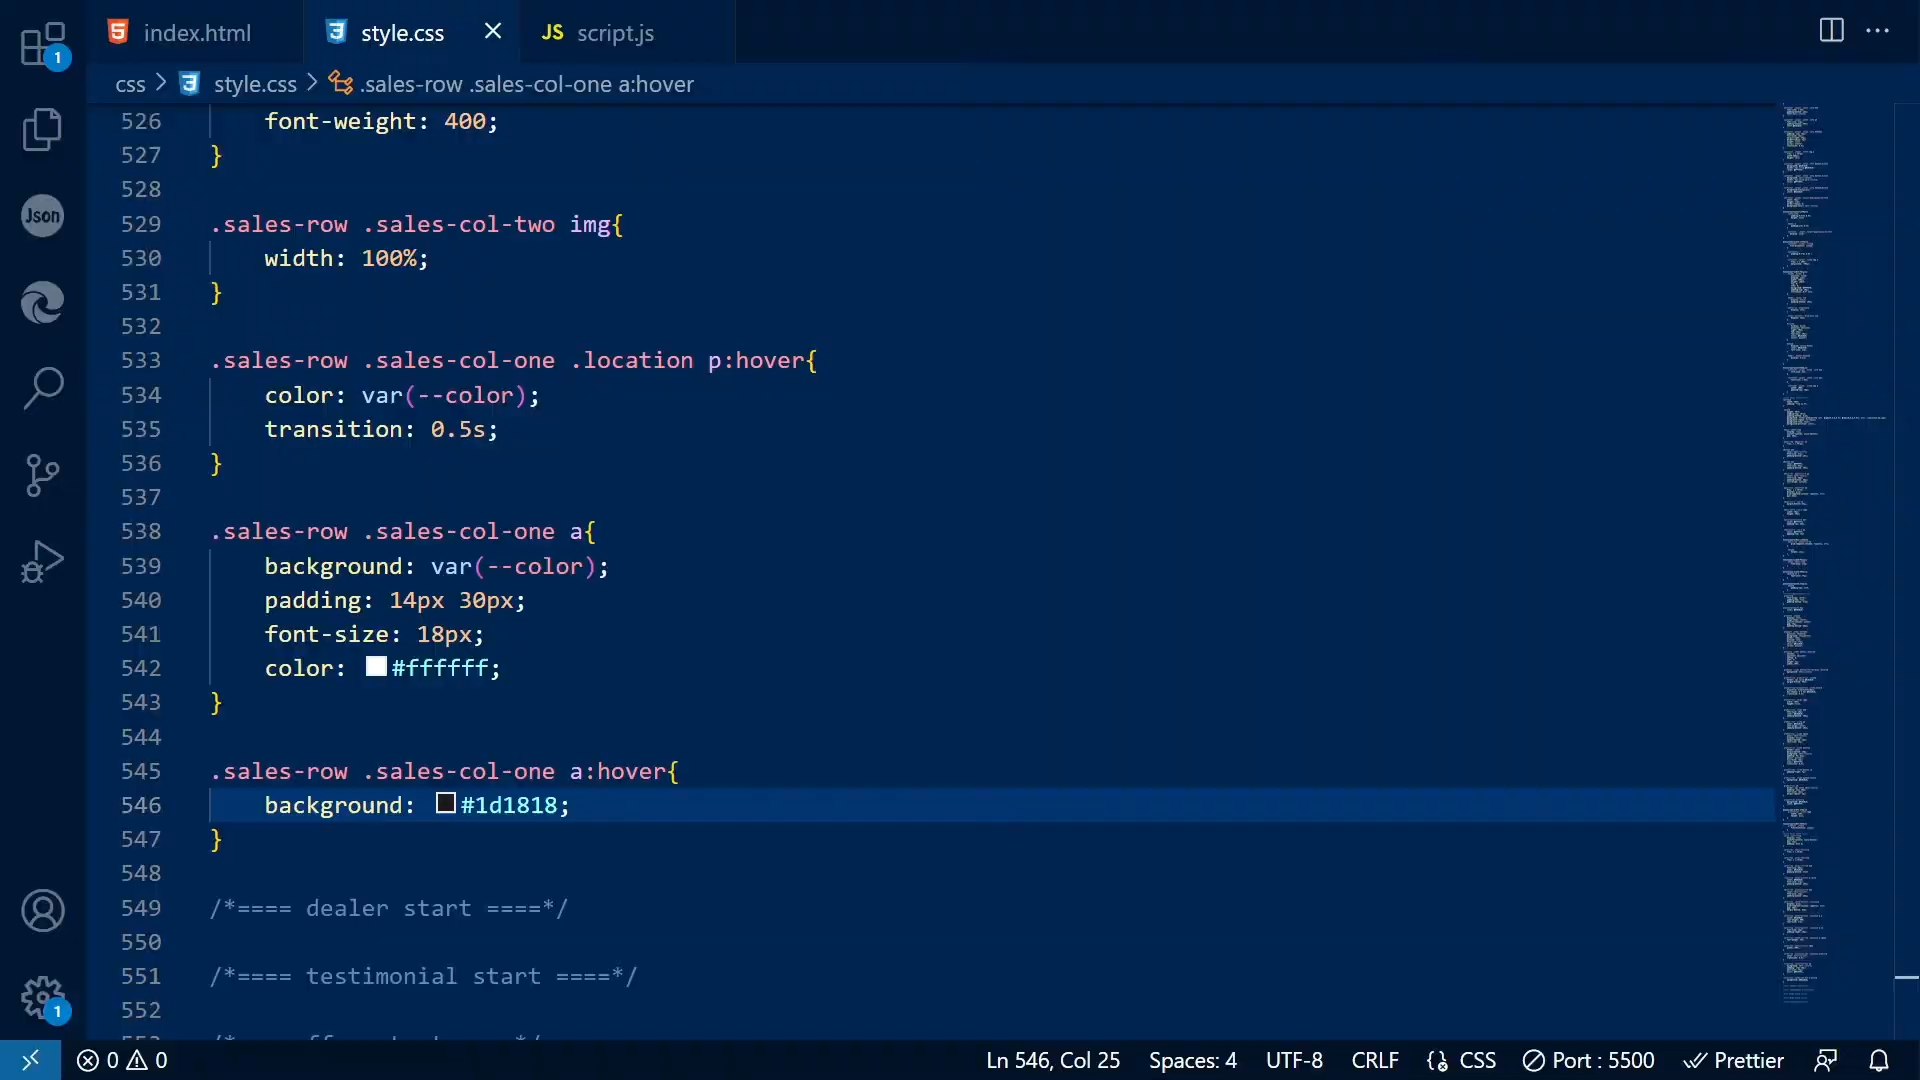 index.html
style.css
JS script.js
1
css > style.css > .sales-row .sales-col-one a:hover
526 font-weight: 400;
527 }
528
529 .sales-row .sales-col-two img{
530 width: 100%;
531 }
532
533 .sales-row .sales-col-one .location p:hover{
534 color: var(--color);
535 transition: 0.5s;
536 }
537
538 .sales-row .sales-col-one a{
539 background: var(--color);
540 padding: 14px 30px;
541 font-size: 18px;
542 color: #ffffff;
543 }
544
545 .sales-row .sales-col-one a:hover{
546 background: #1d1818;
547 }
548
549 /*==== dealer start ====*/
550
551 /*==== testimonial start ====*/
552
Json
1
0 0
Ln 546, Col 25
Spaces: 4
UTF-8
CRLF
CSS
Port : 5500
Prettier